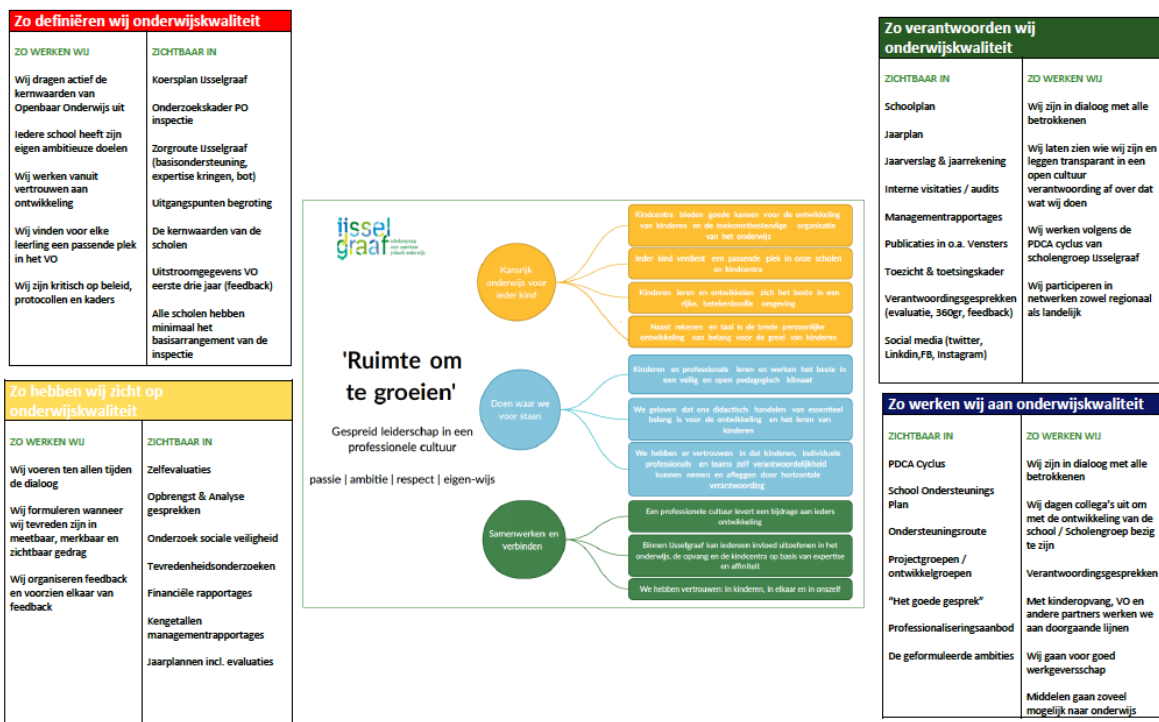 Zo definiëren wij onderwijskwaliteit
ZO WERKEN WIJ
Wij dragen actief de
kernwaarden van
Openbaar Onderwijs uit
Iedere school heeft zijn
eigen ambitieuze doelen
Wij werken vanuit
vertrouwen aan
ontwikkeling
Wij vinden voor elke
leerling een passende plek
in het VO
Wij zijn kritisch op beleid,
protocollen en kaders
ZICHTBAAR IN
Koersplan IJsselgraaf
Onderzoekskader PO
inspectie
Zorgroute IJsselgraaf
(basisondersteuning,
expertise kringen, bot)
Uitgangspunten begroting
De kernwaarden van de
scholen
Uitstroomgegevens VO
eerste drie jaar (feedback)
Alle scholen hebben
minimaal het
basisarrangement van de
inspectie
Zo hebben wij zicht op
onderwijskwaliteit
ZO WERKEN WIJ
Wij voeren ten allen tijden
de dialoog
Wij formuleren wanneer
wij tevreden zijn in
meetbaar, merkbaar en
zichtbaar gedrag
Wij organiseren feedback
en voorzien elkaar van
feedback
ZICHTBAAR IN
Zelfevaluaties
Opbrengst & Analyse
gesprekken
Onderzoek sociale veiligheid
Tevredenheidsonderzoeken
Financiële rapportages
Kengetallen
managementrapportages
Jaarplannen incl. evaluaties
ijssel
graaf
'Ruimte om
te groeien'
Gespreid leiderschap in een
professionele cultuur
passie | ambitie | respect | eigen-wijs
Kansrijk
onderwijs voor
ieder kind
Kindcentra bieden goede kansen voor de ontwikkeling
van kinderen en de toekomstbestendige organisatie
van het onderwijs
Ieder kind verdient een passende plek in onze scholen
en kindcentra
Kinderen leren en ontwikkelen zich het beste in een
rijke, betekenisvolle omgeving
Naast rekenen en taal is de brede persoonlijke
ontwikkeling van belang voor de groei van kinderen
Doen waar we
voor staan
Kinderen en professionals leren en werken het beste in
een veilig en open pedagogisch klimaat
We geloven dat ons didactisch handelen van essentieel
belang is voor de ontwikkeling en het leren van
kinderen
We hebben er vertrouwen in dat kinderen, individuele
professionals en teams zelf verantwoordelijkheid
kunnen nemen en afleggen door horizontale
verantwoording
Samenwerken en
verbinden
Een professionele cultuur levert een bijdrage aan ieders
ontwikkeling
Binnen IJsselgraaf kan iedereen invloed uitoefenen in het
onderwijs, de opvang en de kindcentra op basis van expertise
en affiniteit
We hebben vertrouwen: in kinderen, in elkaar en in onszelf
Zo verantwoorden wij
onderwijskwaliteit
ZICHTBAAR IN
Schoolplan
Jaarplan
Jaarverslag & jaarrekening
Interne visitaties / audits
Managementrapportages
Publicaties in o.a. Vensters
Toezicht & toetsingskader
Verantwoordingsgesprekken
(evaluatie, 360gr, feedback)
Social media (twitter,
Linkdin,FB, Instagram)
ZO WERKEN WIJ
Wij zijn in dialoog met alle
betrokkenen
Wij laten zien wie wij zijn en
leggen transparant in een
open cultuur
verantwoording af over dat
wat wij doen
Wij werken volgens de
PDCA cyclus van
scholengroep IJsselgraaf
Wij participeren in
netwerken zowel regionaal
als landelijk
Zo werken wij aan onderwijskwaliteit
ZICHTBAAR IN
PDCA Cyclus
School Ondersteunings
Plan
Ondersteuningsroute
Projectgroepen /
ontwikkelgroepen
“Het goede gesprek”
Professionaliseringsaanbod
De geformuleerde ambities
ZO WERKEN WIJ
Wij zijn in dialoog met alle
betrokkenen
Wij dagen collega’s uit om
met de ontwikkeling van de
school / Scholengroep bezig
te zijn
Verantwoordingsgesprekken
Met kinderopvang, VO en
andere partners werken we
aan doorgaande lijnen
Wij gaan voor goed
werkgeversschap
Middelen gaan zoveel
mogelijk naar onderwijs